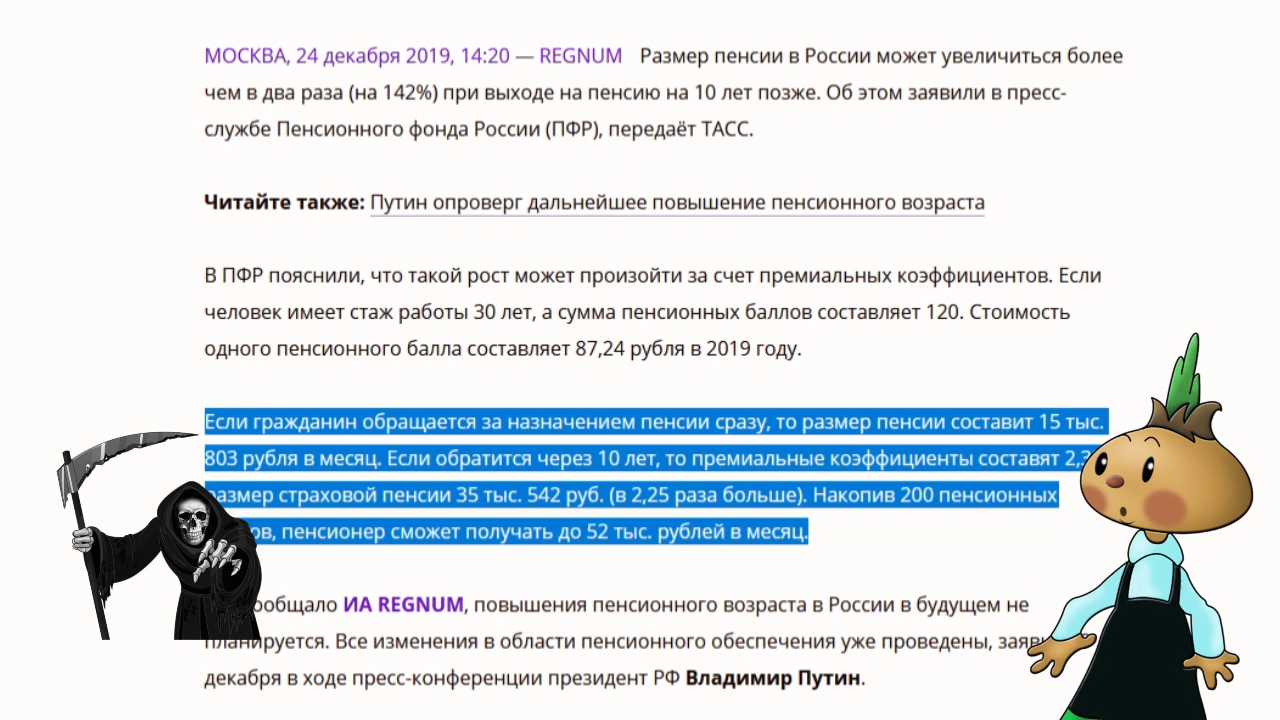 МОСКВА, 24 декабря 2019, 14:20 — REGNUM Размер пенсии в России может увеличиться более
чем в два раза (на 142%) при выходе на пенсию на 10 лет позже. Об этом заявили в пресс-
службе Пенсионного фонда России (ПФР), передаёт ТАСС.
Читайте также: Путин опроверг дальнейшее повышение пенсионного возраста
В ПФР пояснили, что такой рост может произойти за счет премиальных коэффициентов. Если
человек имеет стаж работы 30 лет, а сумма пенсионных баллов составляет 120. Стоимость
одного пенсионного балла составляет 87,24 рубля в 2019 году.
Если гражданин обращается за назначением пенсии сразу, то размер пенсии составит 15 тыс.
803 рубля в месяц. Если обратится через 10 лет, то премиальные коэффициенты составят
размер страховой пенсии 35 тыс. 542 руб. (в 2,25 раза больше). Накопив 200 пенсионных
пенсионер сможет получать до 52 тыс. рублей в месяц.
ИА REGNUM, повышения пенсионного возраста в России в будущем не
планируется. Все изменения в области пенсионного обеспечения уже проведены,
декабря в ходе пресс-конференции президент РФ Владимир Путин.